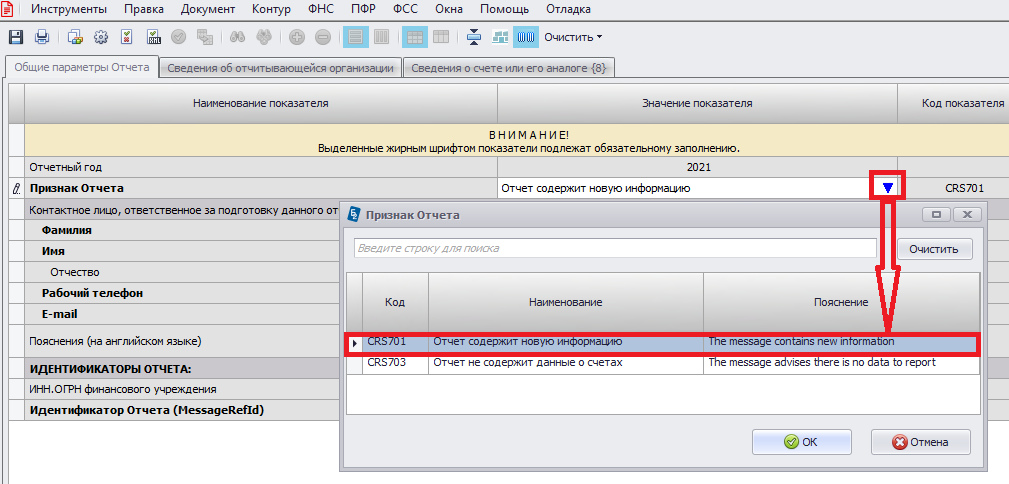 Инструменты Правка Документ Контур ФНС ПФР ФСС Окна Помощь Отладка
Очистить
Общие параметры Отчета Сведения об отчитывающейся организации Сведения о счете или его аналоге {8}
Наименование показателя Значение показателя Код показателя
В Н И М А Н И Е!
Выделенные жирным шрифтом показатели подлежат обязательному заполнению.
Отчетный год 2021
Признак Отчета Отчет содержит новую информацию CRS701
Контактное лицо, ответственное за подготовку данного от
Признак Отчета
Фамилия
Имя
Введите строку для поиска Очистить
Отчество
Рабочий телефон
Код Наименование Пояснение
E-mail
Пояснения (на английском языке)
CRS701 Отчет содержит новую информацию The message contains new information
CRS703 Отчет не содержит данные о счетах The message advises there is no data to report
ИДЕНТИФИКАТОРЫ ОТЧЕТА:
ИНН.ОГРН финансового учреждения
Идентификатор Отчета (MessageRefId)
OK Отмена